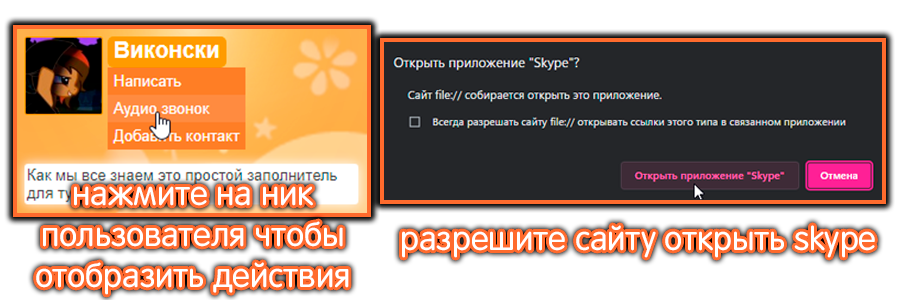 Виконски
Написать
Аудио звонок
Добавить контакт
Как мы все знаем это простой заполнитель
для ту
нажмите на ник
пользователя чтобы
отобразить действия
Открыть приложение "Skype"?
Сайт file:// собирается открыть это приложение.
Всегда разрешать сайту file:// открывать ссылки этого типа в связанном приложении
Открыть приложение "Skype"
Отмена
разрешите сайту открыть skype